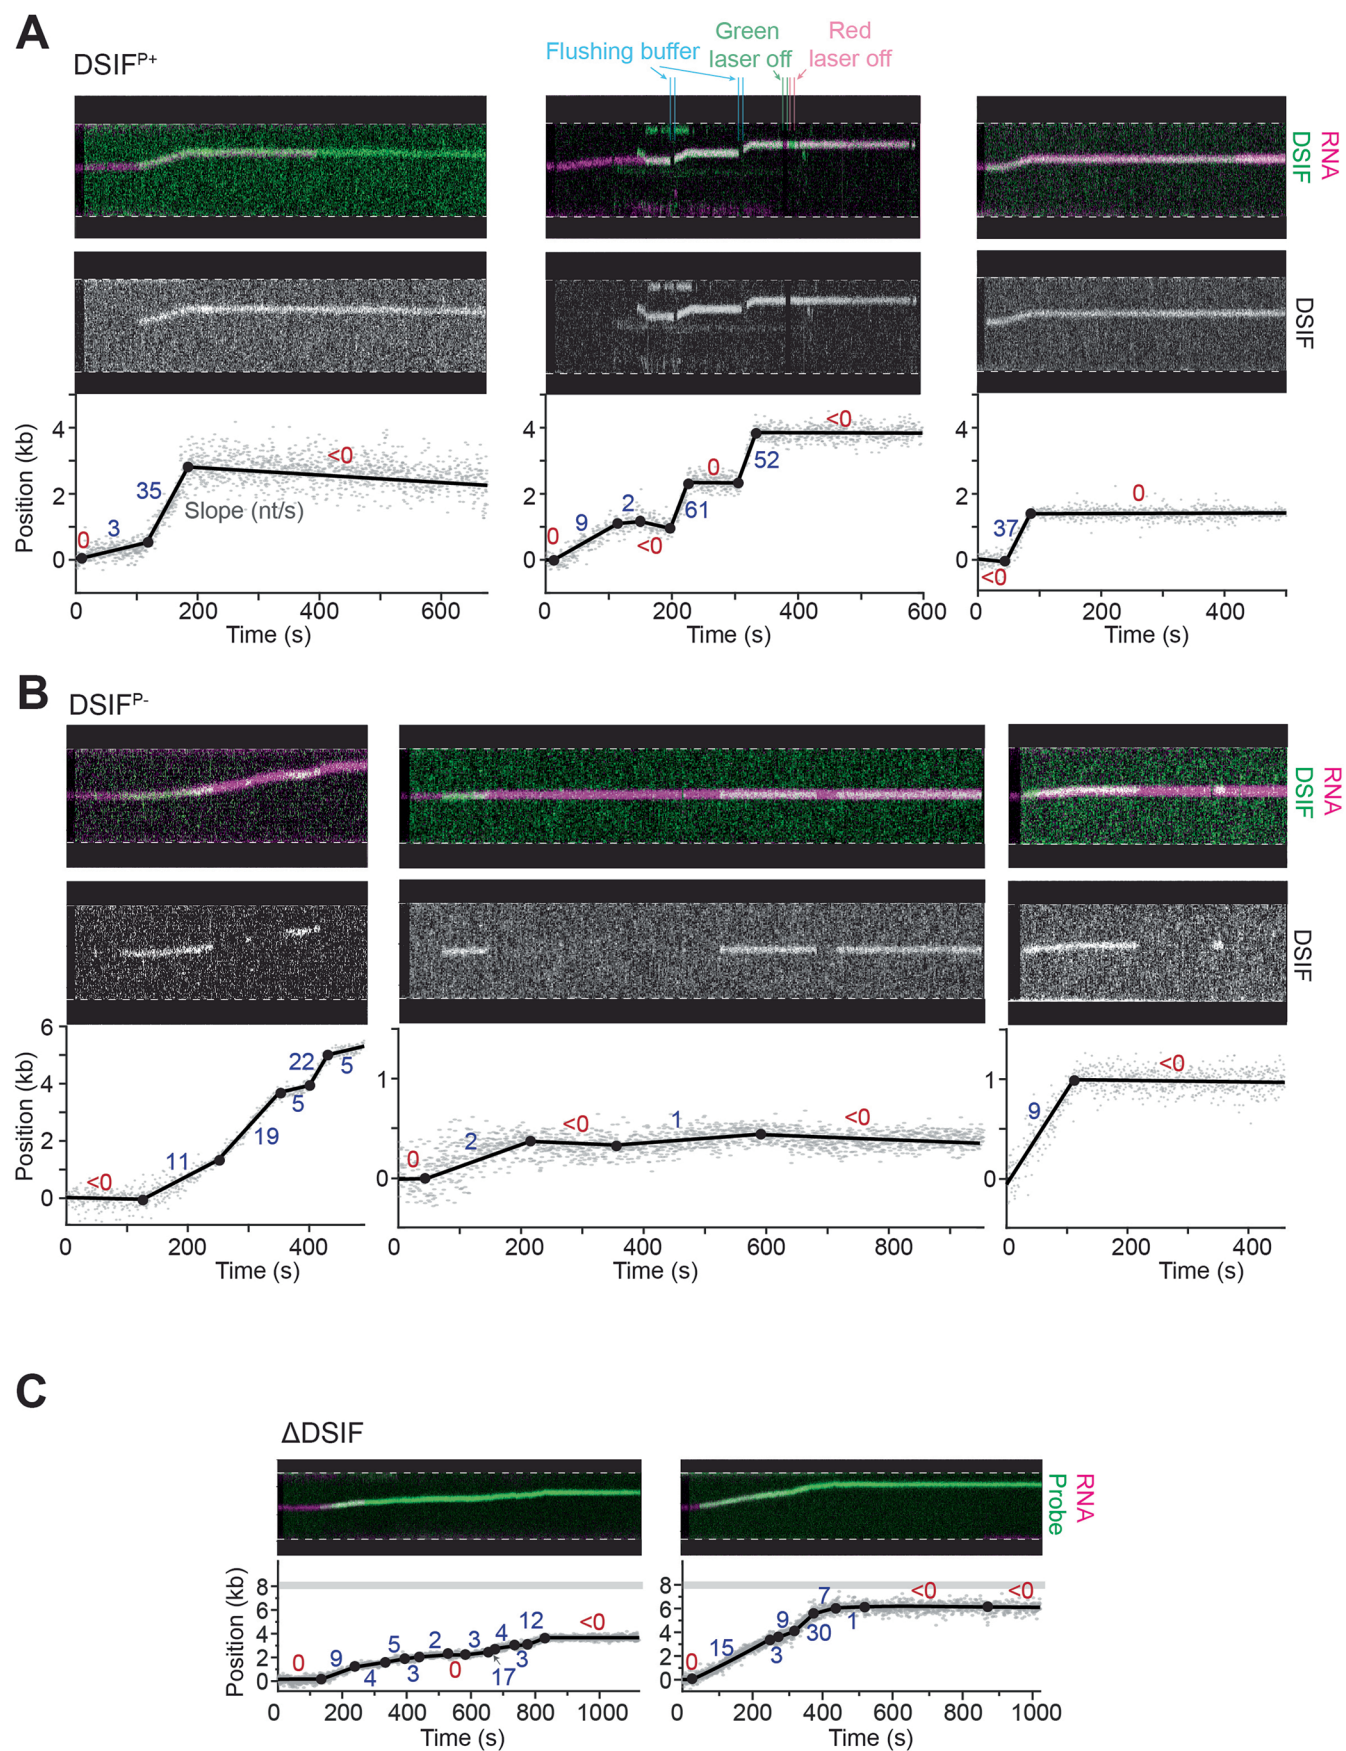 A
DSIFP+
Flushing buffer
Green
laser off
Red
laser off
RNA
DSIF
DSIF
Position (kb)
4
2
0
0
3
35
<0
Slope (nt/s)
0 200 400 600
Time (s)
4
2
0
0
9
2
<0
61
0
52
<0
0 200 400 600
Time (s)
4
2
0
<0
37
0
0 200 400
Time (s)
B
DSIFP-
RNA
DSIF
DSIF
Position (kb)
6
4
2
0
<0
11
19
5
22
5
0 200 400
Time (s)
1
0
0
2
<0
1
<0
0 200 400 600 800
Time (s)
1
0
9
<0
0 200 400
Time (s)
C
ΔDSIF
RNA
Probe
Position (kb)
8
6
4
2
0
0
9
4
5
3
2
0
3
4
17
3
12
<0
0 200 400 600 800 1000
Time (s)
8
6
4
2
0
0
15
3
9
30
7
1
<0
<0
0 200 400 600 800 1000
Time (s)